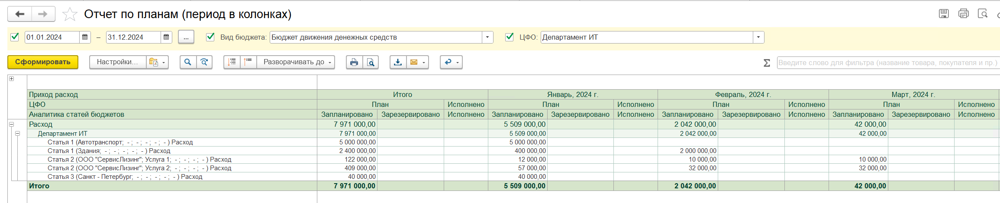 Отчет по планам (период в колонках)
01.01.2024 – 31.12.2024 ... Вид бюджета: Бюджет движения денежных средств ЦФО: Департамент ИТ
Сформировать Настройки... Разворачивать до Σ Введите слово для фильтра (название товара, покупателя и пр.)
Приход расход Итого Январь, 2024 г. Февраль, 2024 г. Март, 2024 г.
ЦФО План Исполнено План Исполнено План Исполнено План Исполнено
Аналитика статей бюджетов Запланировано Зарезервировано Исполнено Запланировано Зарезервировано Исполнено Запланировано Зарезервировано Исполнено Запланировано Зарезервировано Исполнено
Расход 7 971 000,00 5 509 000,00 2 042 000,00 42 000,00
Департамент ИТ 7 971 000,00 5 509 000,00 2 042 000,00 42 000,00
Статья 1 (Автотранспорт; - ; - ; - ; - ; - ) Расход 5 000 000,00 5 000 000,00
Статья 1 (Здания; - ; - ; - ; - ; - ) Расход 2 400 000,00 400 000,00 2 000 000,00
Статья 2 (ООО "СервисЛизинг"; Услуга 1; - ; - ; - ; - ) Расход 122 000,00 12 000,00 10 000,00 10 000,00
Статья 2 (ООО "СервисЛизинг"; Услуга 2; - ; - ; - ; - ) Расход 409 000,00 57 000,00 32 000,00 32 000,00
Статья 3 (Санкт - Петербург; - ; - ; - ; - ; - ) Расход 40 000,00 40 000,00
Итого 7 971 000,00 5 509 000,00 2 042 000,00 42 000,00